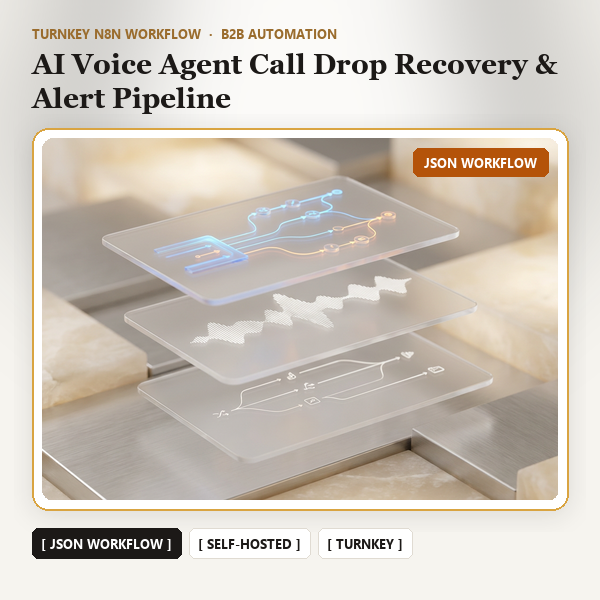 TURNKEY N8N WORKFLOW · B2B AUTOMATION
AI Voice Agent Call Drop Recovery &
Alert Pipeline
JSON WORKFLOW
[ JSON WORKFLOW ] [ SELF-HOSTED ] [ TURNKEY ]